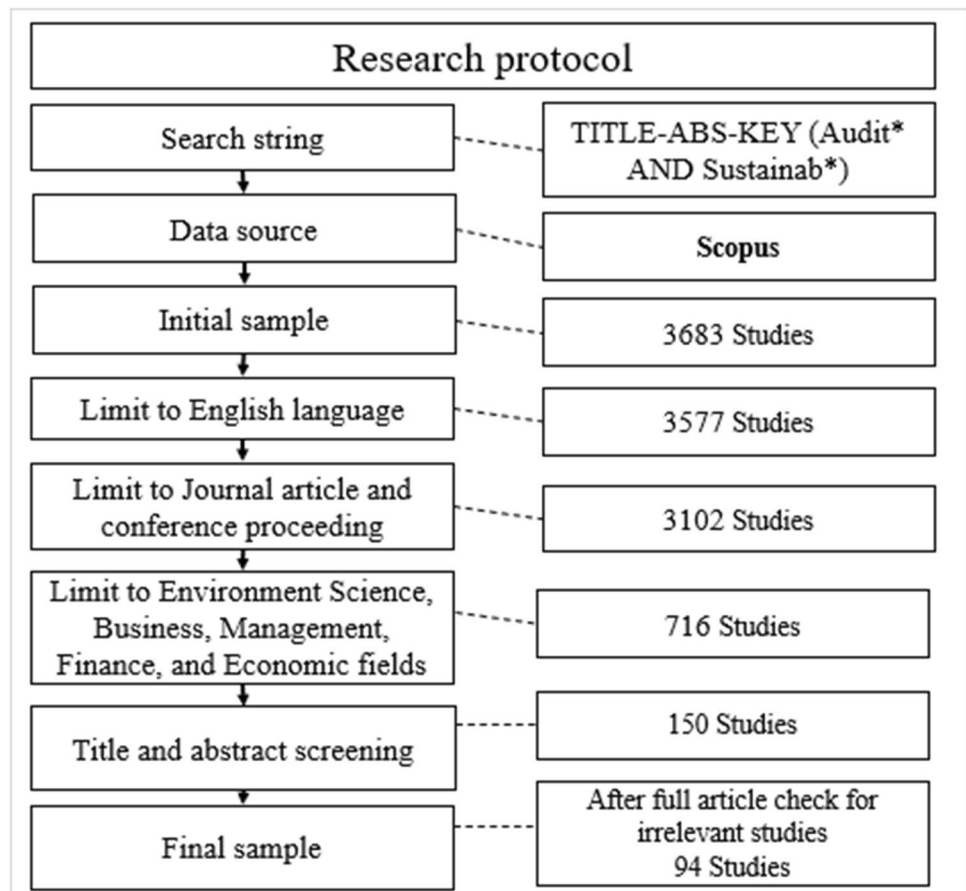 Research protocol
Search string
TITLE-ABS-KEY (Audit*
AND Sustainab*)
Data source
Scopus
Initial sample
3683 Studies
Limit to English language
3577 Studies
Limit to Journal article and
conference proceeding
3102 Studies
Limit to Environment Science,
Business, Management,
Finance, and Economic fields
716 Studies
Title and abstract screening
150 Studies
Final sample
After full article check for
irrelevant studies
94 Studies